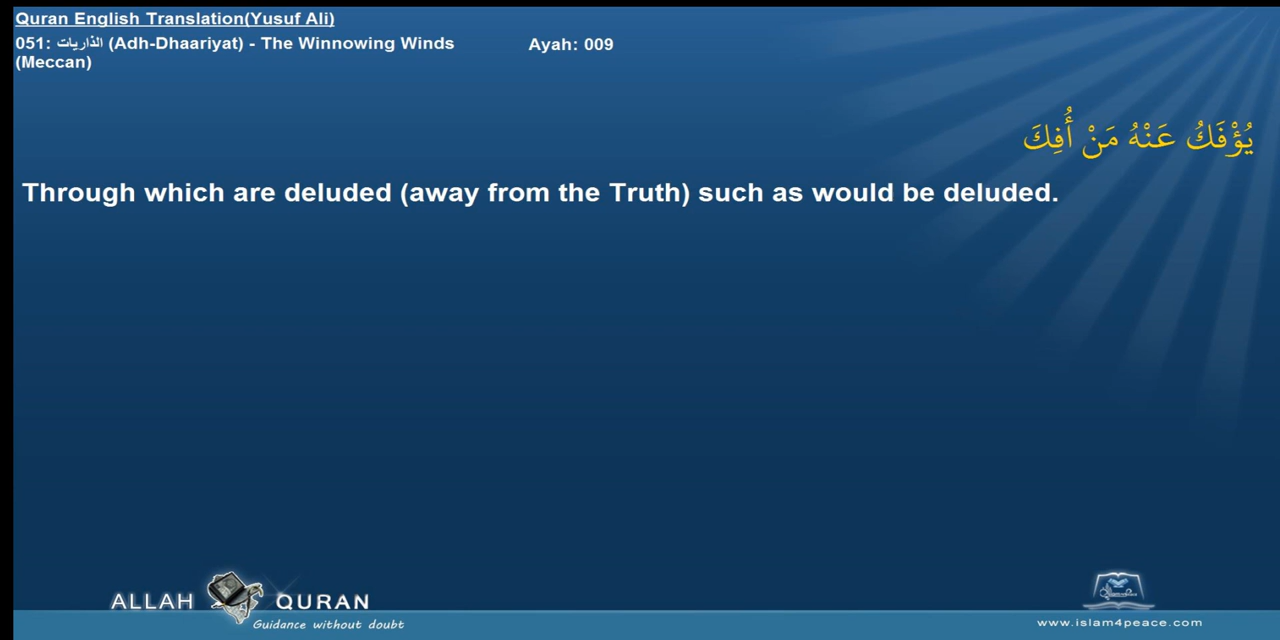 Quran English Translation(Yusuf Ali)
051: الذاريات (Adh-Dhaariyat) - The Winnowing Winds
(Meccan)
Ayah: 009
يُؤْفَكُ عَنْهُ مَنْ أُفِكَ
Through which are deluded (away from the Truth) such as would be deluded.
ALLAH QURAN
Guidance without doubt
www.islam4peace.com